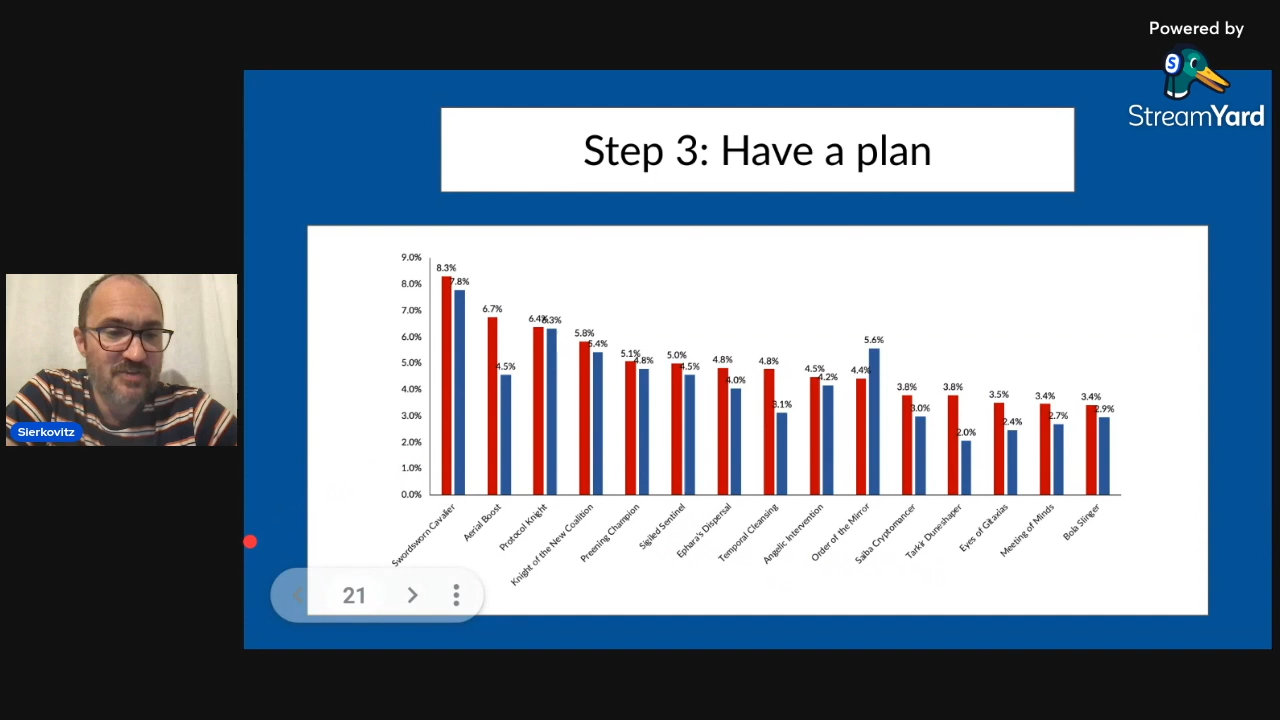 Powered by
StreamYard
Step 3: Have a plan
9.0%
8.0%
7.0%
6.0%
5.0%
4.0%
3.0%
2.0%
1.0%
0.0%
8.3%
7.8%
6.7%
4.5%
6.4%
6.3%
5.8%
5.4%
5.1%
4.8%
5.0%
4.5%
4.8%
4.0%
4.8%
3.1%
4.5%
4.2%
4.4%
5.6%
3.8%
3.0%
3.8%
2.0%
3.5%
2.4%
3.4%
2.7%
3.4%
2.9%
Swordsworn Cavalier
Aerial Boost
Protocol Knight
Knight of the New Coalition
Preening Champion
Sigiled Sentinel
Ephara's Dispersal
Temporal Cleansing
Angelic Intervention
Order of the Mirror
Saiba Cryptomancer
Tarkir Duneshaper
Eyes of Gitaxias
Meeting of Minds
Bola Slinger
Sierkovitz
21